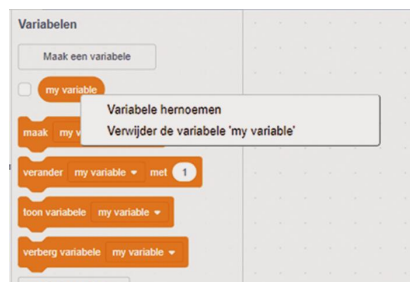 Variabelen
Maak een variabele
my variable
Variabele hernoemen
Verwijder de variabele 'my variable'
maak my v
verander my variable met 1
toon variabele my variable
verberg variabele my variable